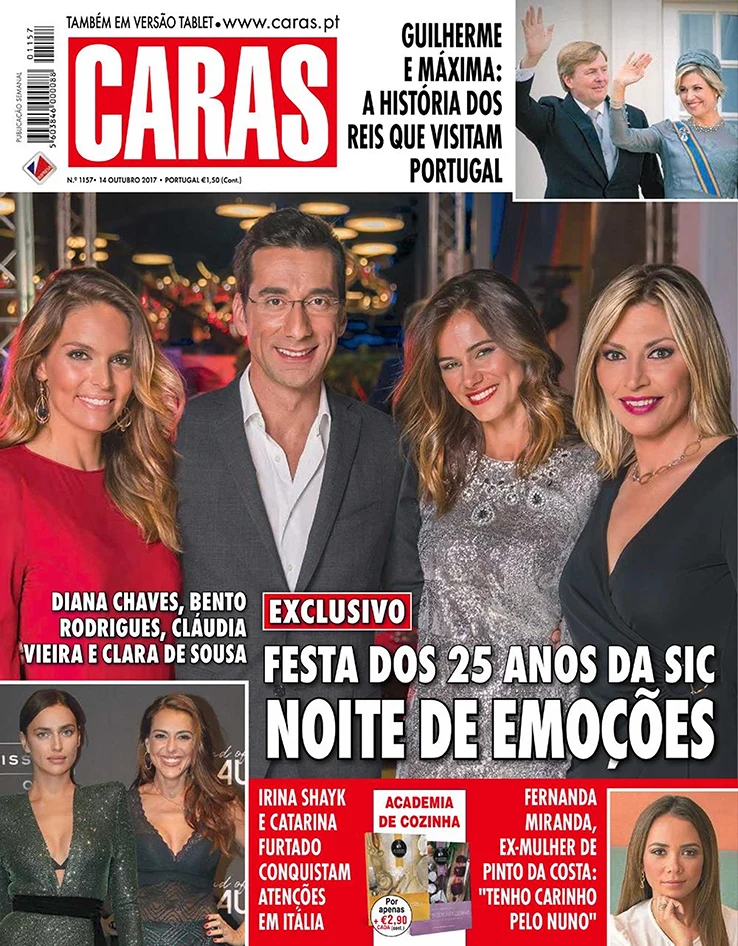 TAMBÉM EM VERSÃO TABLET • www.caras.pt
CARAS
N.º 1157 • 14 OUTUBRO 2017 • PORTUGAL €1,50 (Cont.)
PUBLICAÇÃO SEMANAL
01157
GUILHERME
E MÁXIMA:
A HISTÓRIA DOS
REIS QUE VISITAM
PORTUGAL
DIANA CHAVES, BENTO
RODRIGUES, CLÁUDIA
VIEIRA E CLARA DE SOUSA
EXCLUSIVO
FESTA DOS 25 ANOS DA SIC
NOITE DE EMOÇÕES
IRINA SHAYK
E CATARINA
FURTADO
CONQUISTAM
ATENÇÕES
EM ITÁLIA
ACADEMIA
DE COZINHA
Por
apenas
+ €2,90
CADA (cont.)
FERNANDA
MIRANDA,
EX-MULHER DE
PINTO DA COSTA:
"TENHO CARINHO
PELO NUNO"